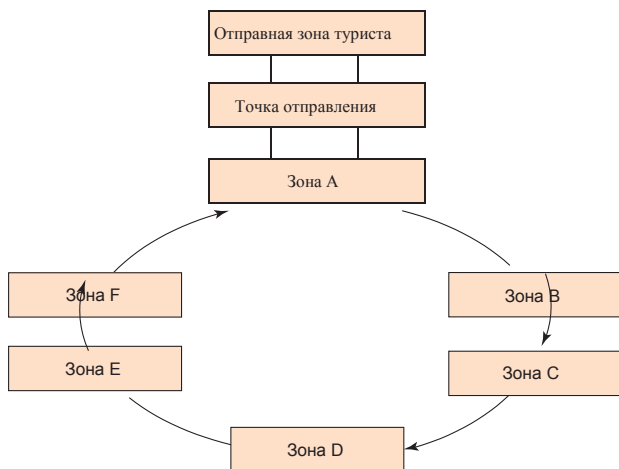 Отправная зона туриста
Точка отправления
Зона A
Зона B
Зона C
Зона D
Зона E
Зона F